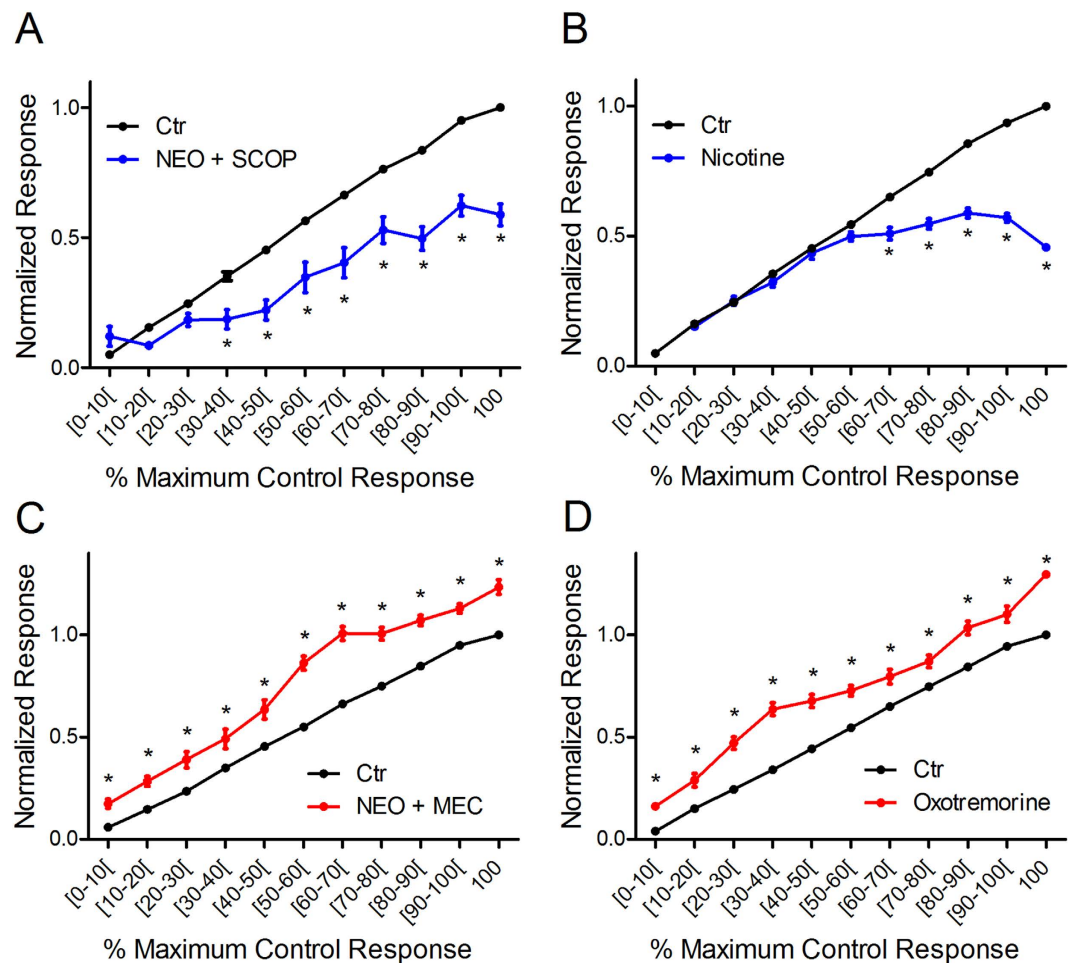 A
Normalized Response
1.0
0.5
0.0
Ctr
NEO + SCOP
* * * * * * * *
[0-10[ [10-20[ [20-30[ [30-40[ [40-50[ [50-60[ [60-70[ [70-80[ [80-90[ [90-100[ 100
% Maximum Control Response
B
Normalized Response
1.0
0.5
0.0
Ctr
Nicotine
* * * * *
[0-10[ [10-20[ [20-30[ [30-40[ [40-50[ [50-60[ [60-70[ [70-80[ [80-90[ [90-100[ 100
% Maximum Control Response
C
Normalized Response
1.0
0.5
0.0
* * * * * * * * * * *
Ctr
NEO + MEC
[0-10[ [10-20[ [20-30[ [30-40[ [40-50[ [50-60[ [60-70[ [70-80[ [80-90[ [90-100[ 100
% Maximum Control Response
D
Normalized Response
1.0
0.5
0.0
* * * * * * * * * * *
Ctr
Oxotremorine
[0-10[ [10-20[ [20-30[ [30-40[ [40-50[ [50-60[ [60-70[ [70-80[ [80-90[ [90-100[ 100
% Maximum Control Response